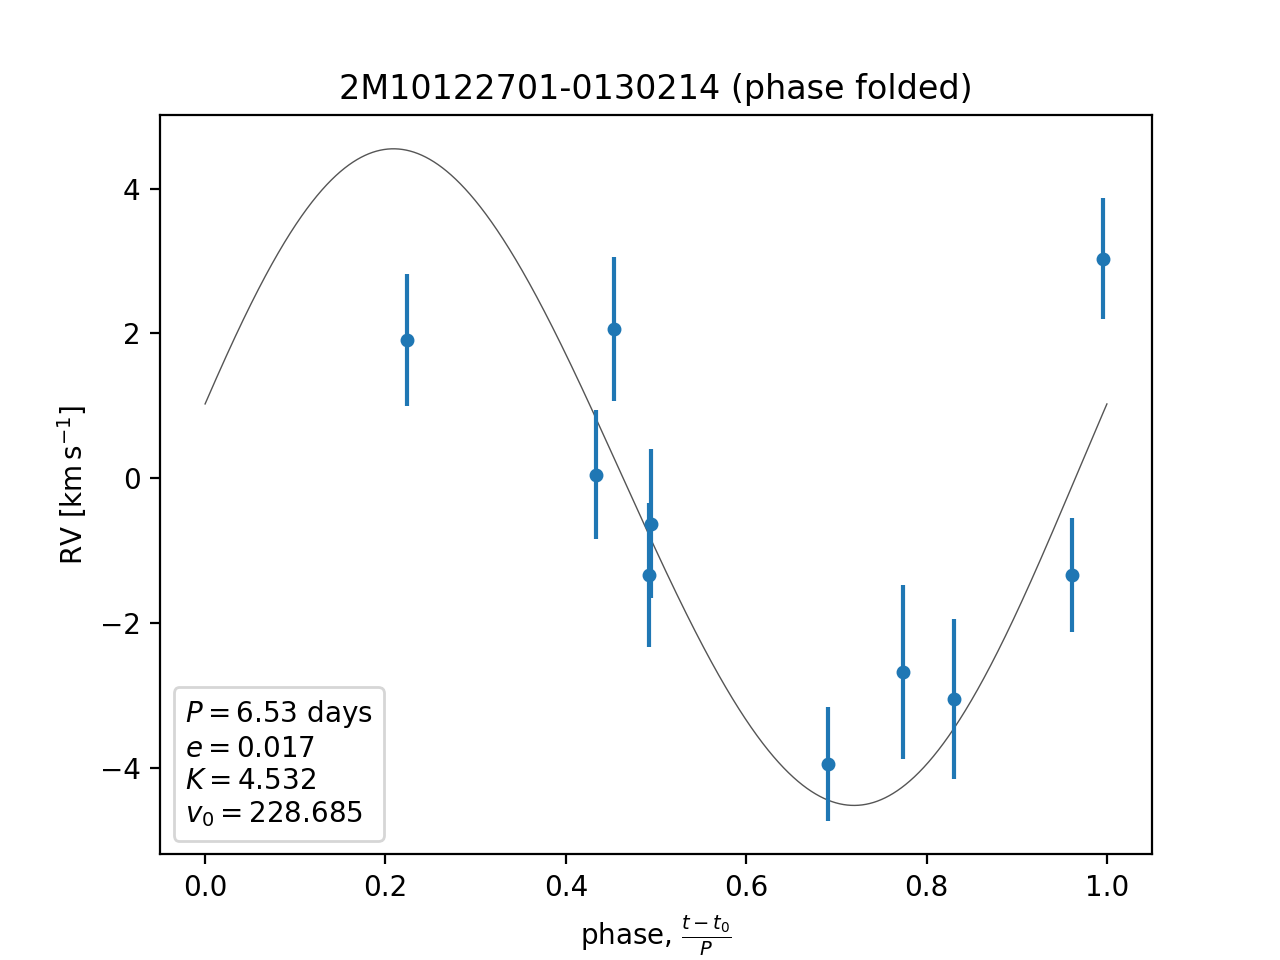 2M10122701-0130214 (phase folded)
RV [km s⁻¹]
4
2
0
−2
−4
P = 6.53 days
e = 0.017
K = 4.532
v₀ = 228.685
0.0 0.2 0.4 0.6 0.8 1.0
phase, (t − t₀)/P